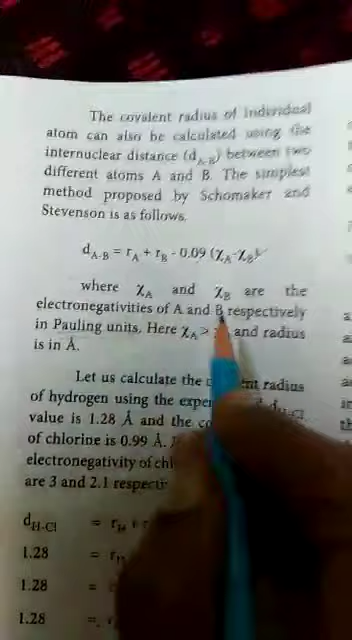 The covalent radius of individual
atom can also be calculated using the
internuclear distance (dA-B) between two
different atoms A and B. The simplest
method proposed by Schomaker and
Stevenson is as follows.
dA-B = rA + rB - 0.09 (χA-χB)
where χA and χB are the
electronegativities of A and B respectively
in Pauling units. Here χA > and radius
is in Å.
Let us calculate the radius
of hydrogen using the dH-Cl
value is 1.28 Å and the
of chlorine is 0.99 Å.
electronegativity of
are 3 and 2.1
dH-Cl = rH +
1.28 = rH
1.28 =
1.28 =